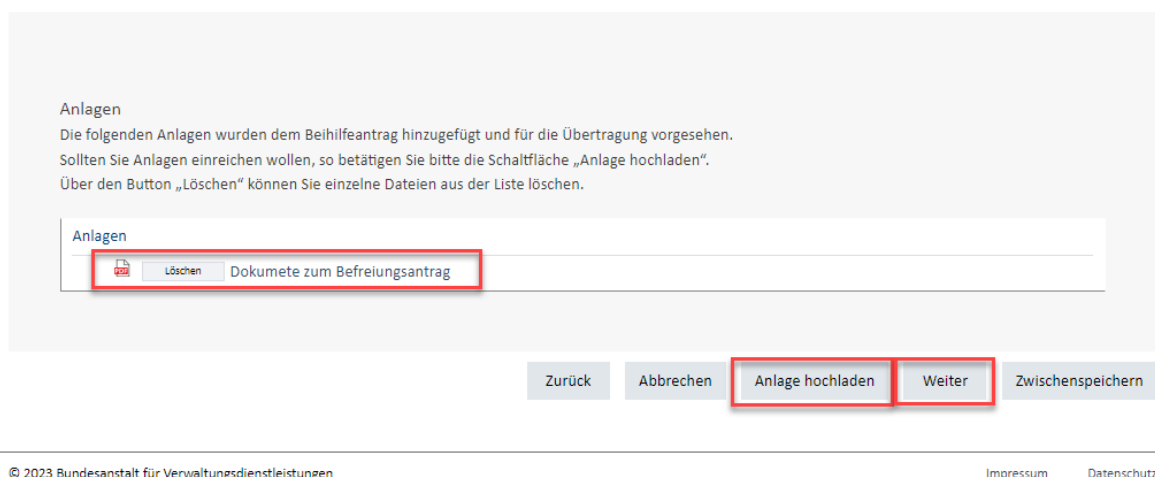 Anlagen
Die folgenden Anlagen wurden dem Beihilfeantrag hinzugefügt und für die Übertragung vorgesehen.
Sollten Sie Anlagen einreichen wollen, so betätigen Sie bitte die Schaltfläche „Anlage hochladen“.
Über den Button „Löschen“ können Sie einzelne Dateien aus der Liste löschen.
Anlagen
PDF Löschen Dokumete zum Befreiungsantrag
Zurück Abbrechen Anlage hochladen Weiter Zwischenspeichern
© 2023 Bundesanstalt für Verwaltungsdienstleistungen Impressum Datenschutz